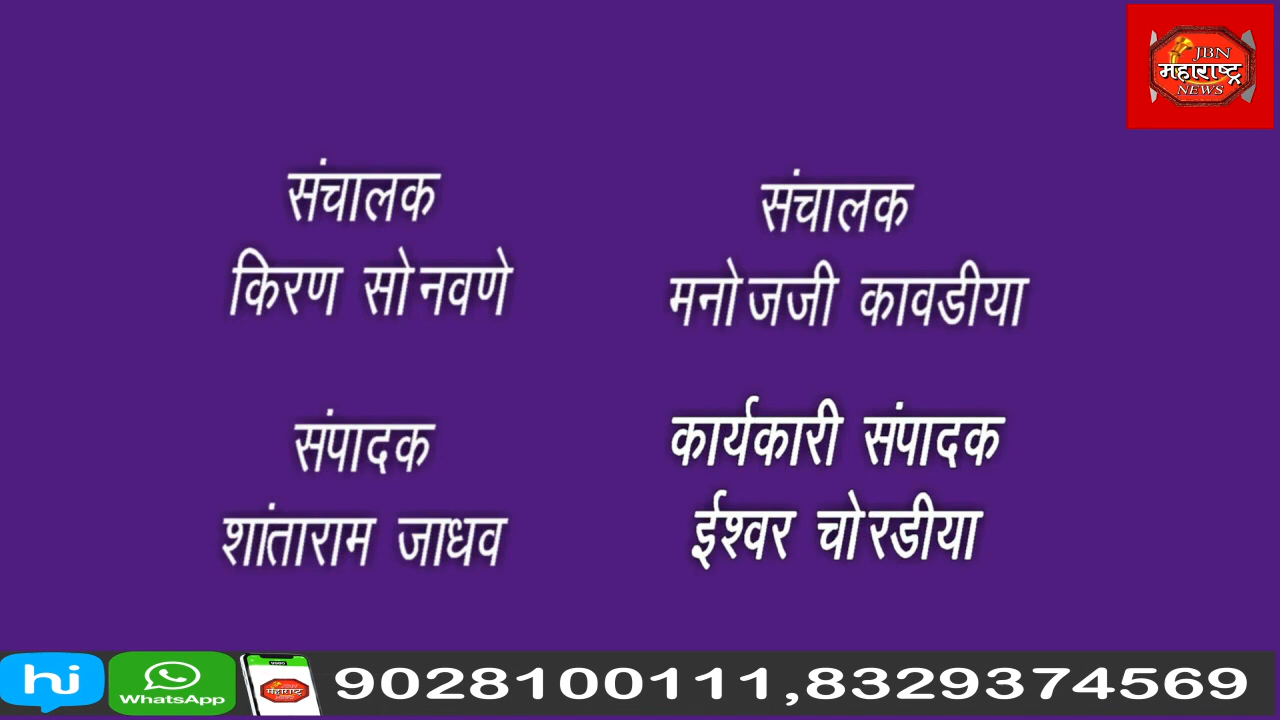 JBN
महाराष्ट्र
NEWS
संचालक
किरण सोनवणे
संचालक
मनोजजी कावडीया
संपादक
शांताराम जाधव
कार्यकारी संपादक
ईश्वर चोरडीया
hi
WhatsApp
महाराष्ट्र
9028100111,8329374569